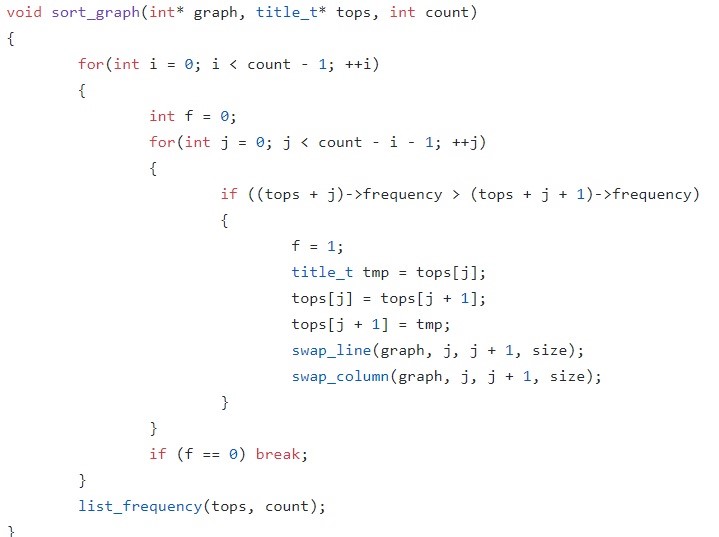 void sort_graph(int* graph, title_t* tops, int count)
{
        for(int i = 0; i < count - 1; ++i)
        {
                int f = 0;
                for(int j = 0; j < count - i - 1; ++j)
                {
                        if ((tops + j)->frequency > (tops + j + 1)->frequency)
                        {
                                f = 1;
                                title_t tmp = tops[j];
                                tops[j] = tops[j + 1];
                                tops[j + 1] = tmp;
                                swap_line(graph, j, j + 1, size);
                                swap_column(graph, j, j + 1, size);
                        }
                }
                if (f == 0) break;
        }
        list_frequency(tops, count);
}